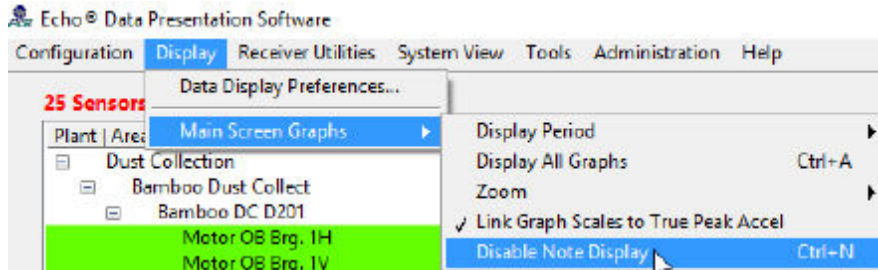 Echo® Data Presentation Software
Configuration Display Receiver Utilities System View Tools Administration Help
Data Display Preferences...
25 Sensors
Main Screen Graphs
Plant | Area
Display Period
Dust Collection
Display All Graphs Ctrl+A
Bamboo Dust Collect
Zoom
Bamboo DC D201
✓ Link Graph Scales to True Peak Accel
Motor OB Brg. 1H
Disable Note Display Ctrl+N
Motor OB Brg. 1V